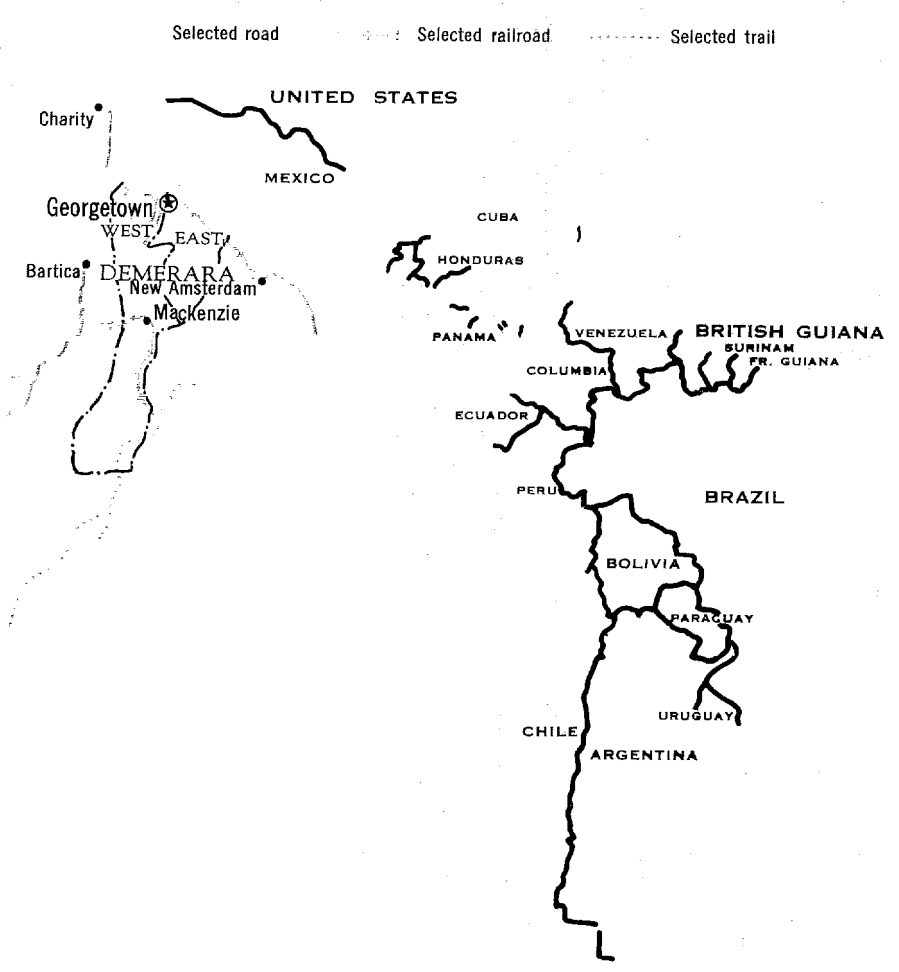 Selected road
Selected railroad
Selected trail
UNITED STATES
Charity
MEXICO
Georgetown
CUBA
WEST
EAST
HONDURAS
Bartica
DEMERARA
New Amsterdam
Mackenzie
PANAMA
VENEZUELA
BRITISH GUIANA
SURINAM
FR. GUIANA
COLUMBIA
ECUADOR
PERU
BRAZIL
BOLIVIA
PARAGUAY
URUGUAY
CHILE
ARGENTINA